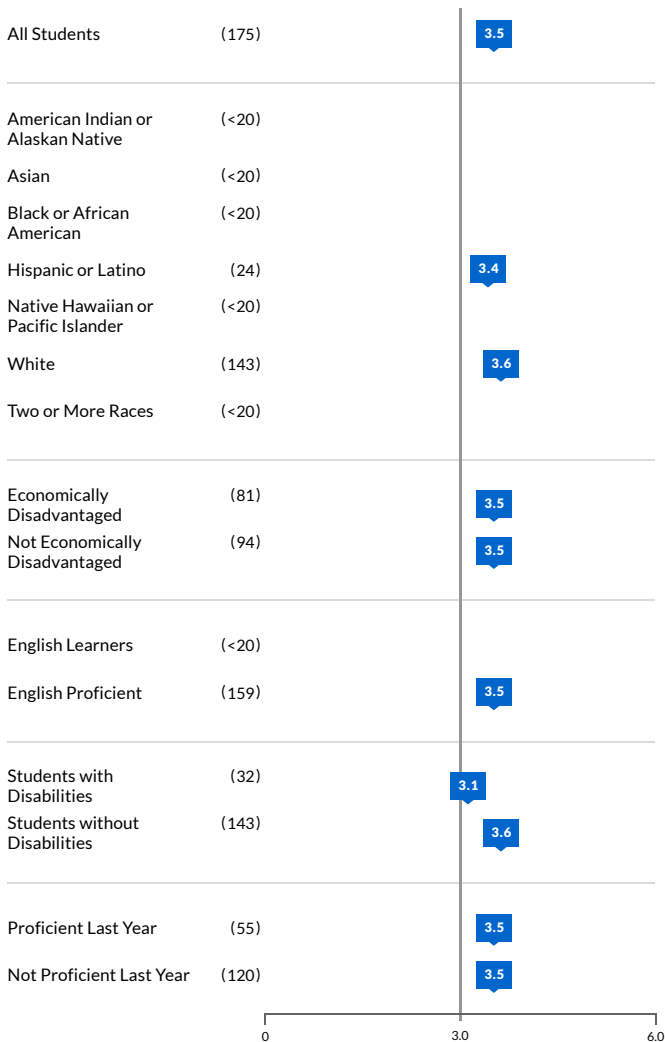 All Students (175) 3.5
American Indian or (<20)
Alaskan Native
Asian (<20)
Black or African (<20)
American
Hispanic or Latino (24) 3.4
Native Hawaiian or (<20)
Pacific Islander
White (143) 3.6
Two or More Races (<20)
Economically (81) 3.5
Disadvantaged
Not Economically (94) 3.5
Disadvantaged
English Learners (<20)
English Proficient (159) 3.5
Students with (32) 3.1
Disabilities
Students without (143) 3.6
Disabilities
Proficient Last Year (55) 3.5
Not Proficient Last Year (120) 3.5
0 3.0 6.0